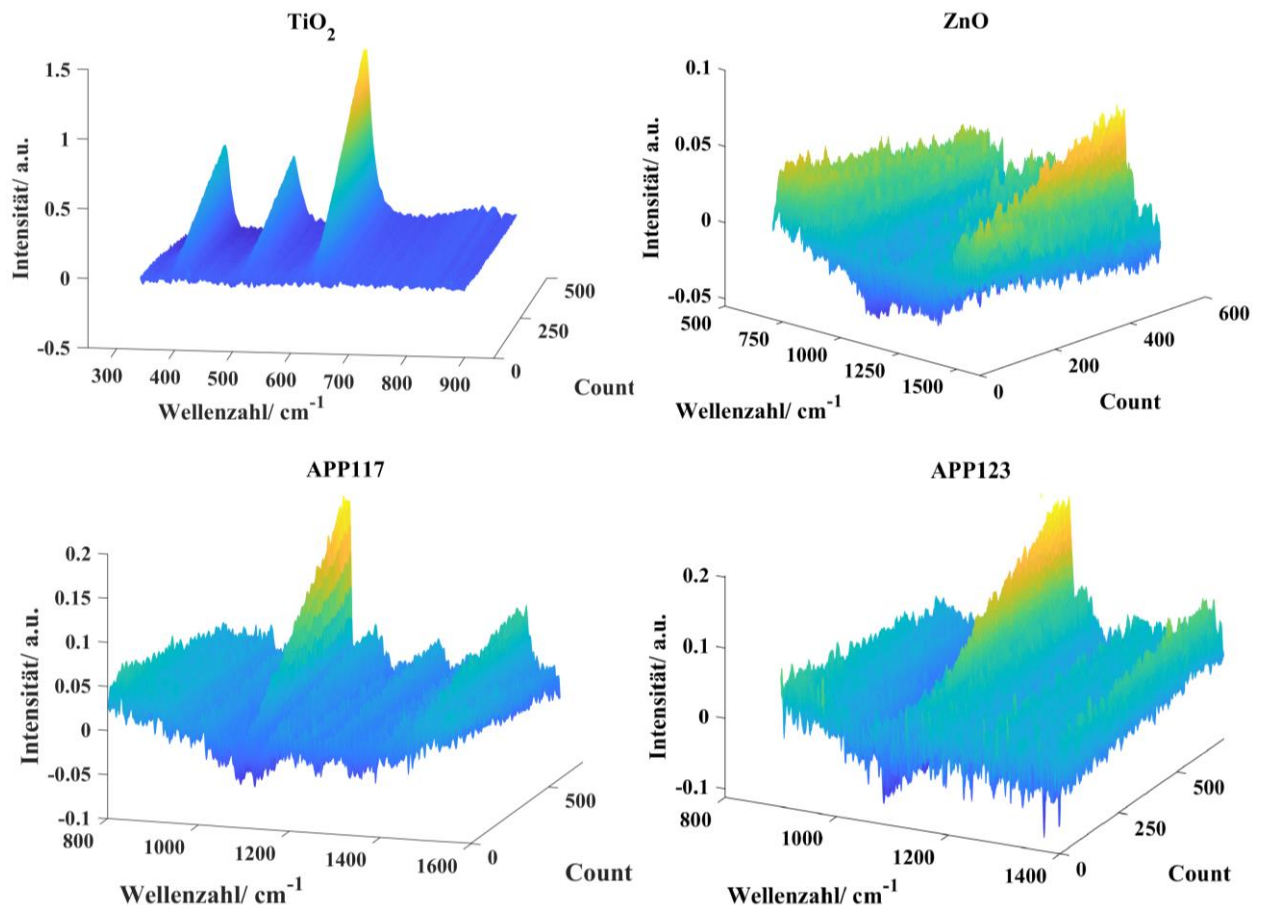 TiO₂
1.5
1
0.5
0
-0.5
Intensität/ a.u.
300 400 500 600 700 800 900
Wellenzahl/ cm⁻¹
0 250 500
Count
ZnO
0.1
0.05
0
-0.05
Intensität/ a.u.
500 750 1000 1250 1500
Wellenzahl/ cm⁻¹
0 200 400 600
Count
APP117
0.2
0.15
0.1
0.05
0
-0.05
-0.1
Intensität/ a.u.
800 1000 1200 1400 1600
Wellenzahl/ cm⁻¹
0 500
Count
APP123
0.2
0.1
0
-0.1
Intensität/ a.u.
800 1000 1200 1400
Wellenzahl/ cm⁻¹
0 250 500
Count